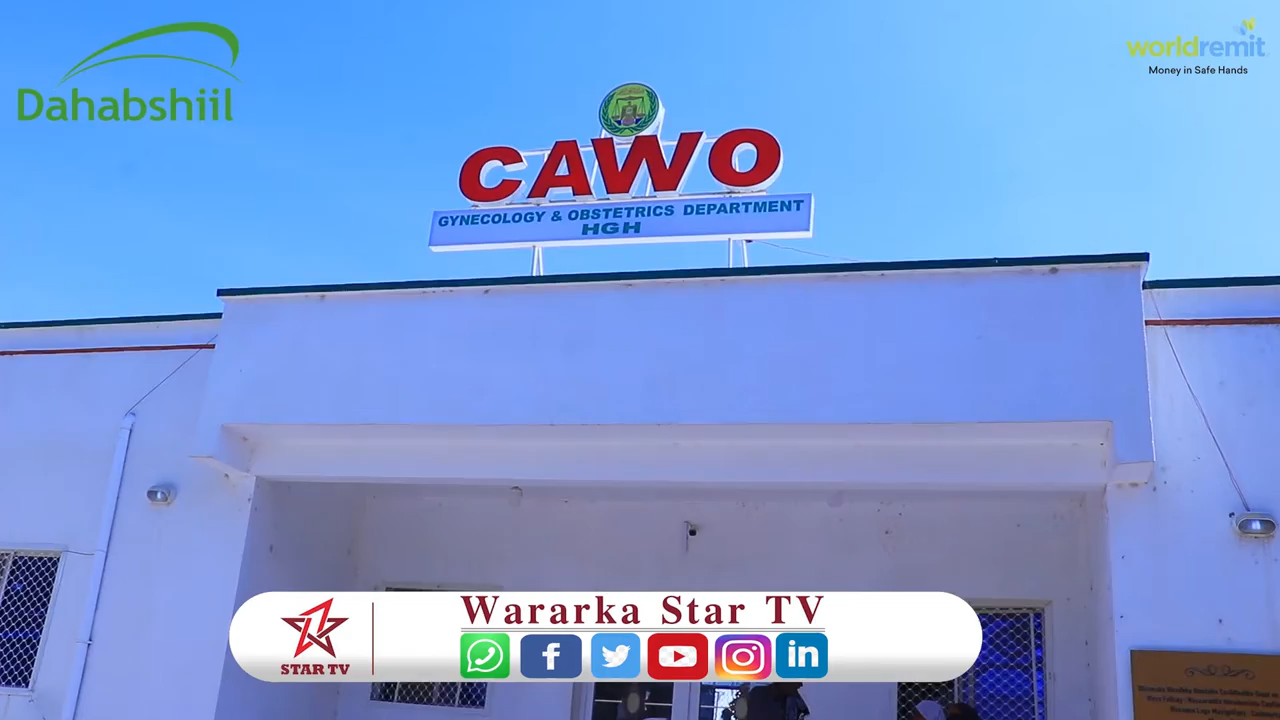 Dahabshiil
worldremit
Money in Safe Hands
CAWO
GYNECOLOGY & OBSTETRICS DEPARTMENT
HGH
Wararka Star TV
STAR TV